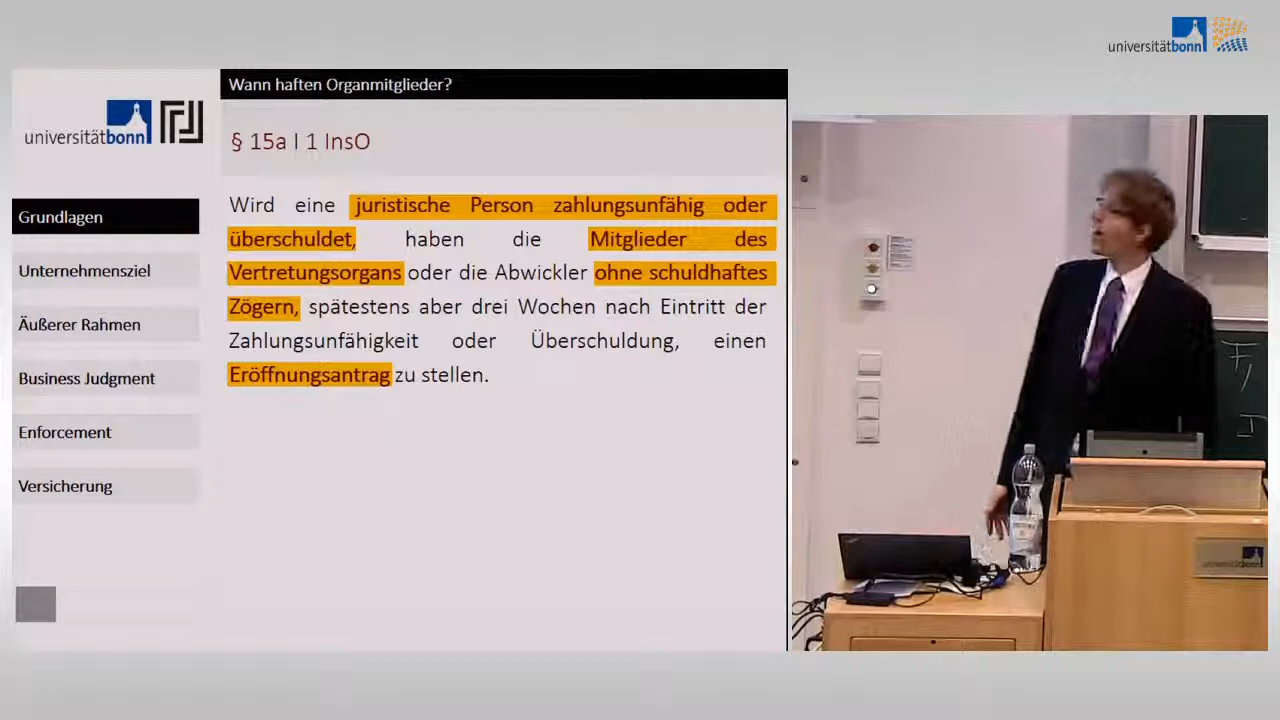 universitätbonn
Wann haften Organmitglieder?
universitätbonn
§ 15a I 1 InsO
Grundlagen
Unternehmensziel
Äußerer Rahmen
Business Judgment
Enforcement
Versicherung
Wird eine juristische Person zahlungsunfähig oder
überschuldet, haben die Mitglieder des
Vertretungsorgans oder die Abwickler ohne schuldhaftes
Zögern, spätestens aber drei Wochen nach Eintritt der
Zahlungsunfähigkeit oder Überschuldung, einen
Eröffnungsantrag zu stellen.
F,
universitätbonn